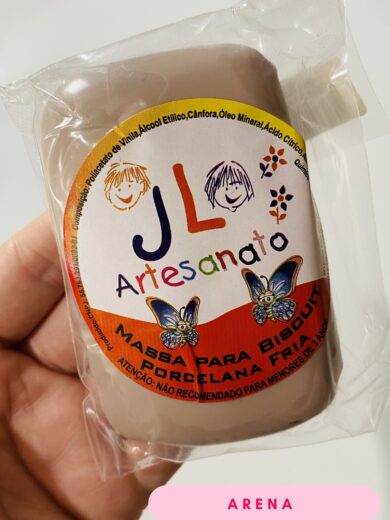 Composição: Poliacetato de Vinila,Álcool Etílico,Cânfora,Óleo Mineral,Ácido Cítrico,
JL
Artesanato
MASSA PARA BISCUIT
PORCELANA FRIA
ATENÇÃO: NÃO RECOMENDADO PARA MENORES DE 3 ANOS
ARENA